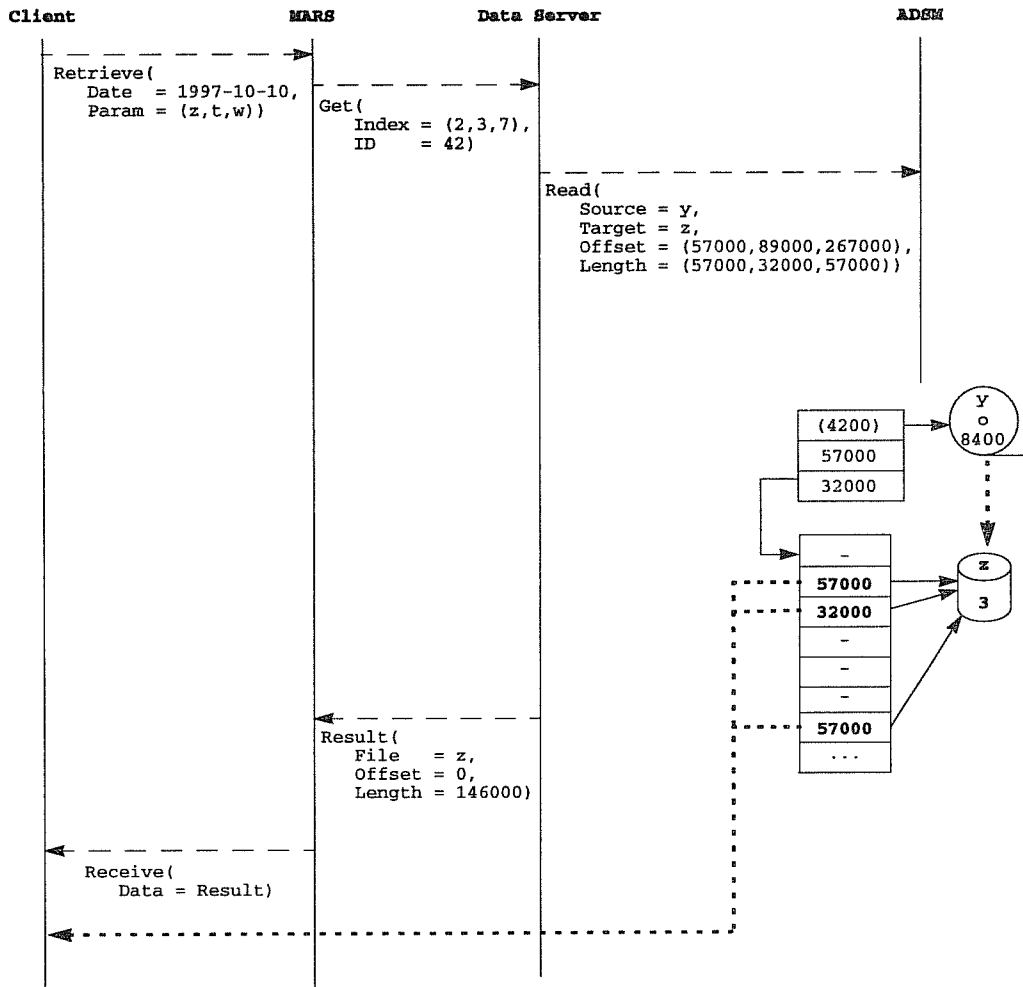 Client MARS Data Server ADSM
Retrieve(
Date = 1997-10-10,
Param = (z,t,w))
Get(
Index = (2,3,7),
ID = 42)
Read(
Source = y,
Target = z,
Offset = (57000,89000,267000),
Length = (57000,32000,57000))
(4200)
57000
32000
y
o
8400
-
57000
32000
-
-
-
57000
...
z
3
Result(
File = z,
Offset = 0,
Length = 146000)
Receive(
Data = Result)